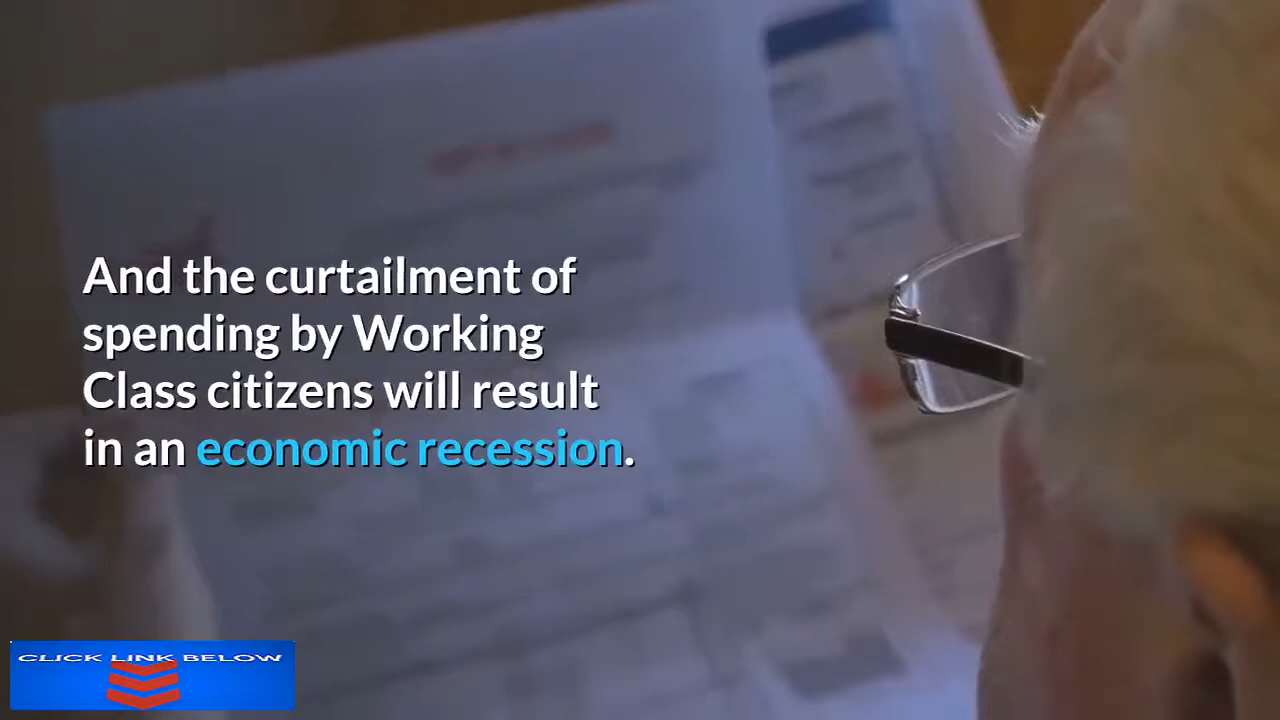 And the curtailment of
spending by Working
Class citizens will result
in an economic recession.
CLICK LINK BELOW